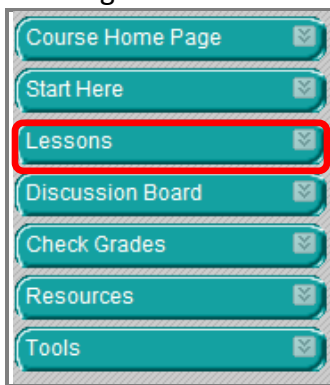 Course Home Page
Start Here
Lessons
Discussion Board
Check Grades
Resources
Tools